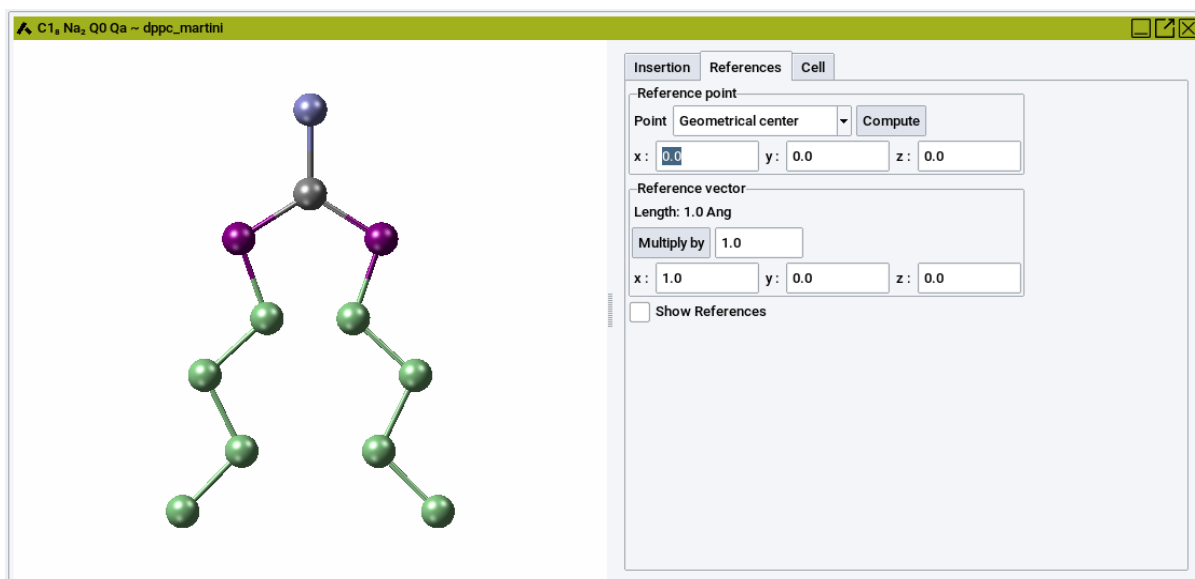 C1₈ Na₂ Q0 Qa ~ dppc_martini
Insertion References Cell
Reference point
Point Geometrical center Compute
x : 0.0 y : 0.0 z : 0.0
Reference vector
Length: 1.0 Ang
Multiply by 1.0
x : 1.0 y : 0.0 z : 0.0
Show References